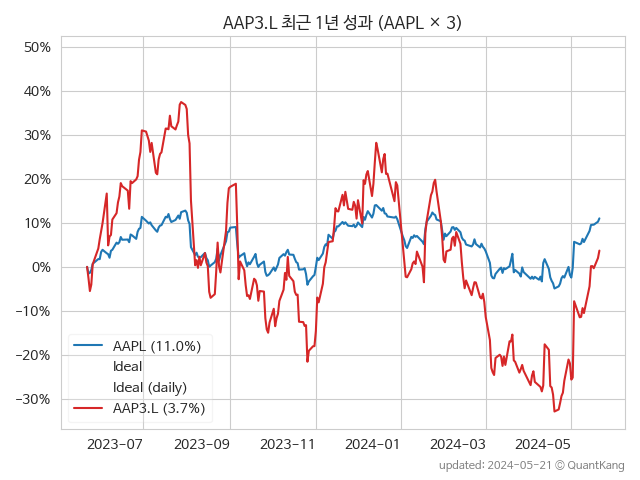 AAP3.L 최근 1년 성과 (AAPL × 3)
50%
40%
30%
20%
10%
0%
−10%
−20%
−30%
AAPL (11.0%)
Ideal
Ideal (daily)
AAP3.L (3.7%)
2023-07 2023-09 2023-11 2024-01 2024-03 2024-05
updated: 2024-05-21 © QuantKang